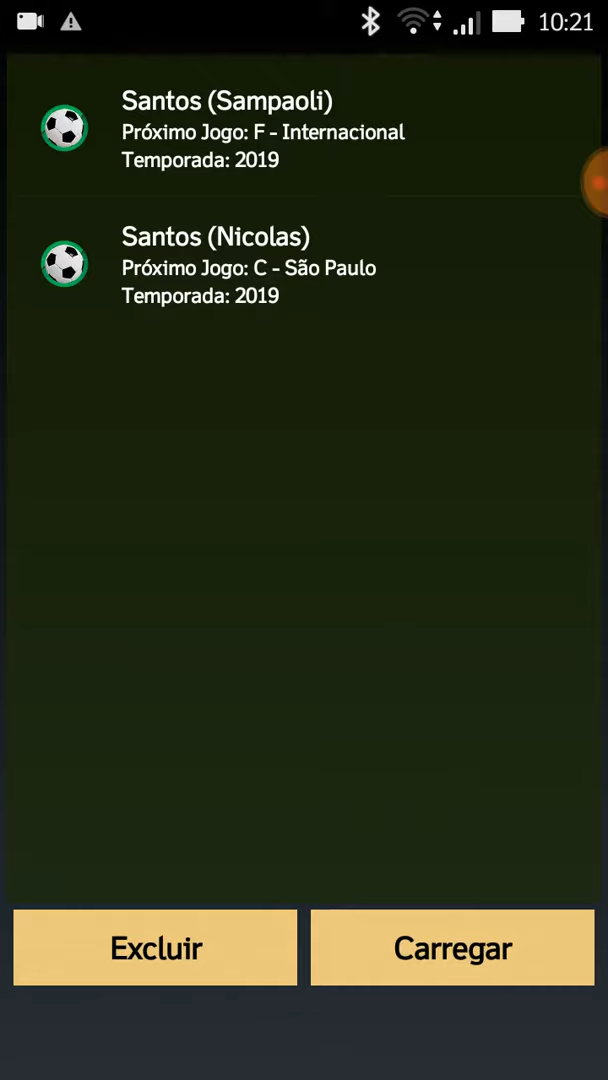 10:21
Santos (Sampaoli)
Próximo Jogo: F - Internacional
Temporada: 2019
Santos (Nicolas)
Próximo Jogo: C - São Paulo
Temporada: 2019
Excluir
Carregar